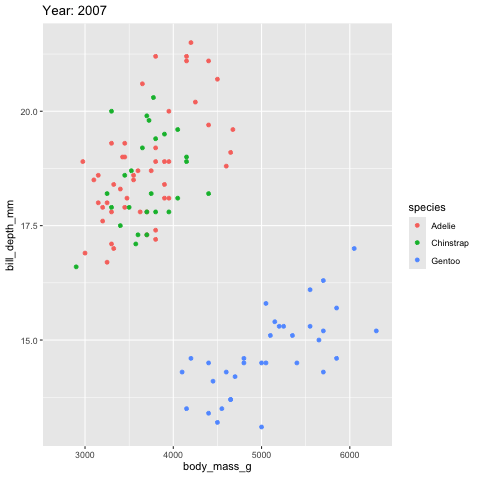 Year: 2007
20.0
17.5
15.0
bill_depth_mm
3000 4000 5000 6000
body_mass_g
species
Adelie
Chinstrap
Gentoo